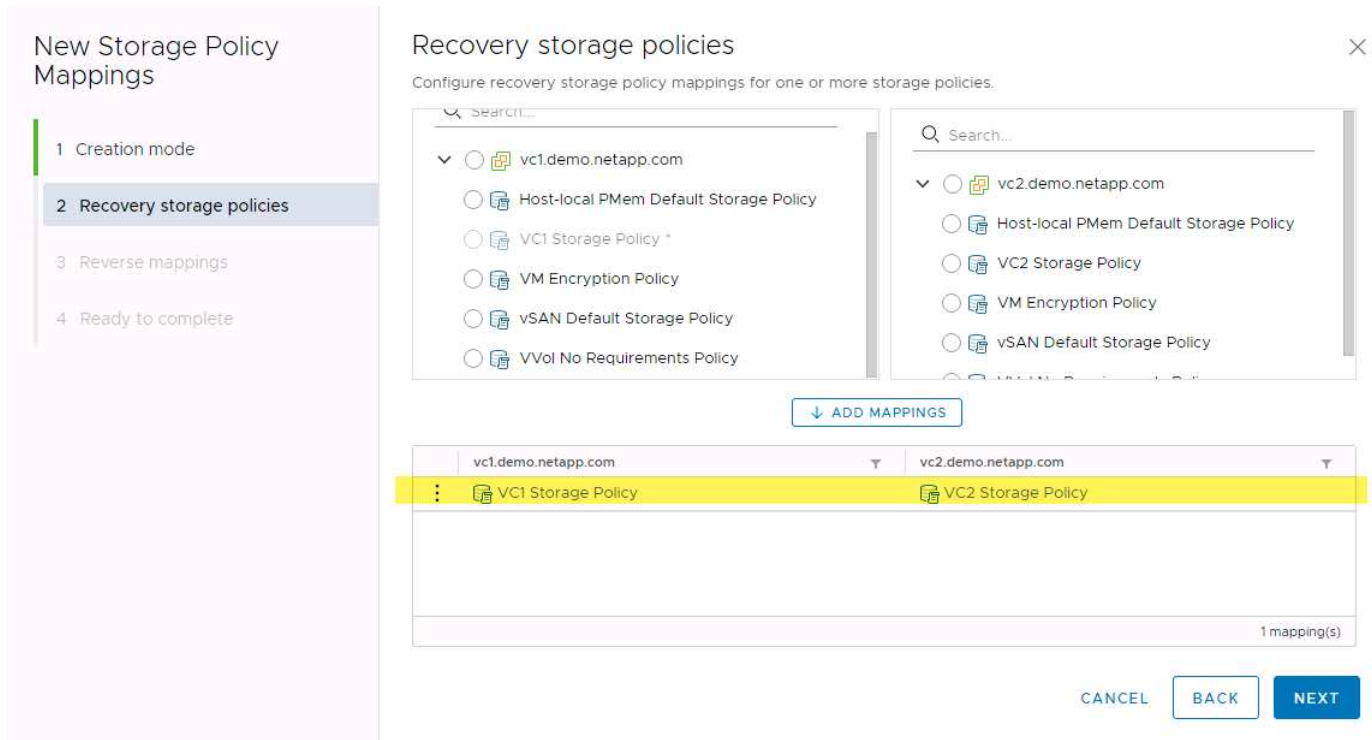 New Storage Policy
Mappings
1 Creation mode
2 Recovery storage policies
3 Reverse mappings
4 Ready to complete
Recovery storage policies
Configure recovery storage policy mappings for one or more storage policies.
Search...
vc1.demo.netapp.com
Host-local PMem Default Storage Policy
VC1 Storage Policy *
VM Encryption Policy
vSAN Default Storage Policy
VVol No Requirements Policy
Search...
vc2.demo.netapp.com
Host-local PMem Default Storage Policy
VC2 Storage Policy
VM Encryption Policy
vSAN Default Storage Policy
ADD MAPPINGS
vc1.demo.netapp.com vc2.demo.netapp.com
VC1 Storage Policy VC2 Storage Policy
1 mapping(s)
CANCEL BACK NEXT